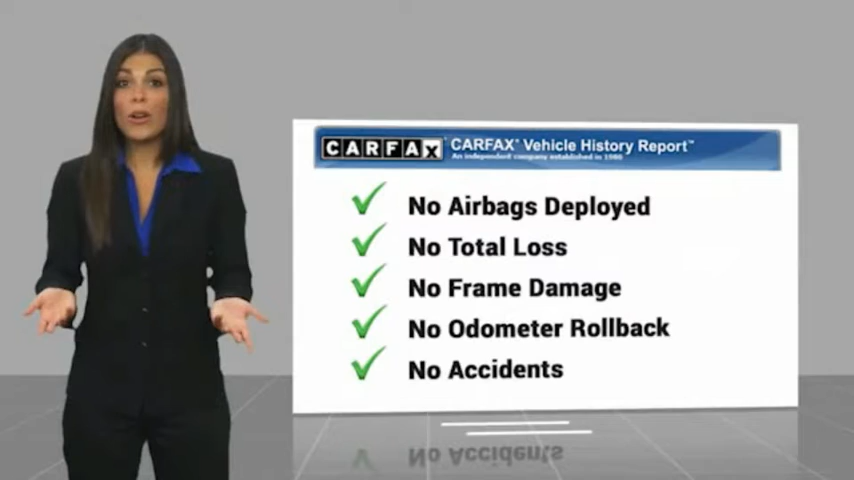 CARFAX CARFAX Vehicle History Report™
An independent company established in 1986
No Airbags Deployed
No Total Loss
No Frame Damage
No Odometer Rollback
No Accidents
No Accidents